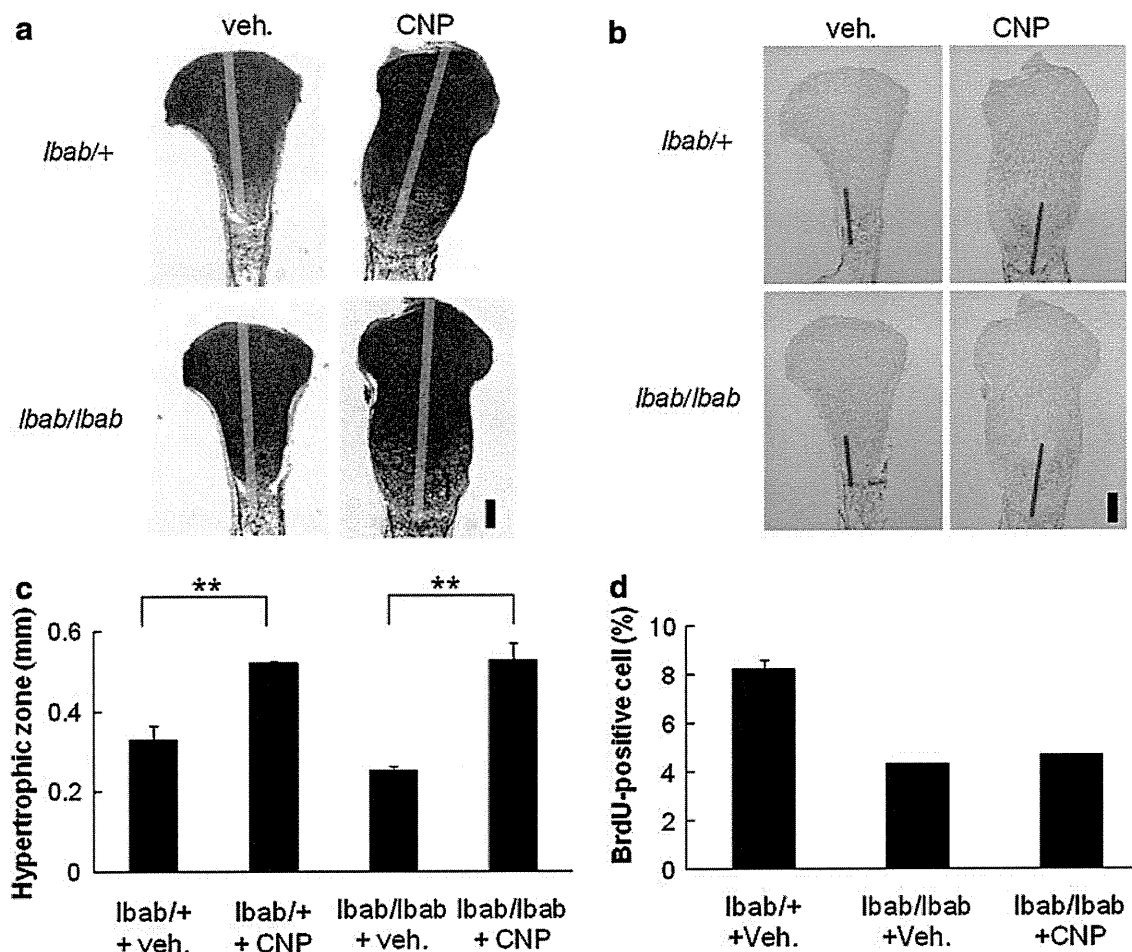 a
veh.
CNP
lbab/+
lbab/lbab
b
veh.
CNP
lbab/+
lbab/lbab
c
Hypertrophic zone (mm)
0.6
0.4
0.2
0
**
**
lbab/+
+ veh.
lbab/+
+ CNP
lbab/lbab
+ veh.
lbab/lbab
+ CNP
d
BrdU-positive cell (%)
10
8
6
4
2
0
lbab/+
+Veh.
lbab/lbab
+Veh.
lbab/lbab
+CNP